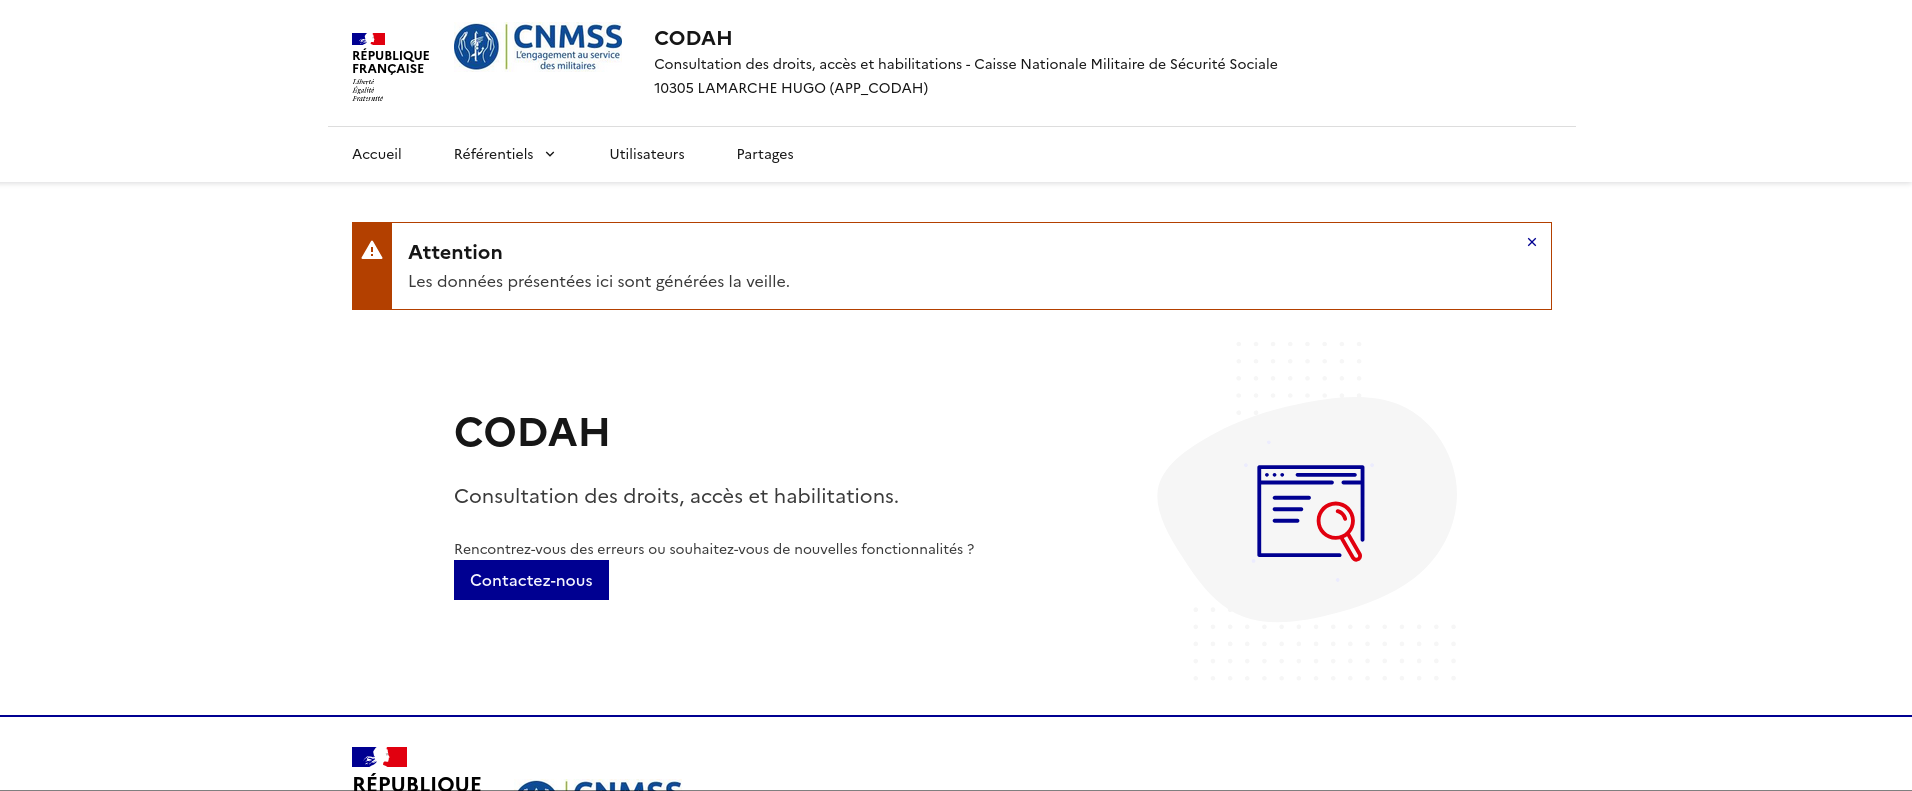 RÉPUBLIQUE
FRANÇAISE
Liberté
Égalité
Fraternité
CNMSS
L'engagement au service
des militaires
CODAH
Consultation des droits, accès et habilitations - Caisse Nationale Militaire de Sécurité Sociale
10305 LAMARCHE HUGO (APP_CODAH)
Accueil
Référentiels
Utilisateurs
Partages
Attention
Les données présentées ici sont générées la veille.
CODAH
Consultation des droits, accès et habilitations.
Rencontrez-vous des erreurs ou souhaitez-vous de nouvelles fonctionnalités ?
Contactez-nous
RÉPUBLIQUE
CNMSS